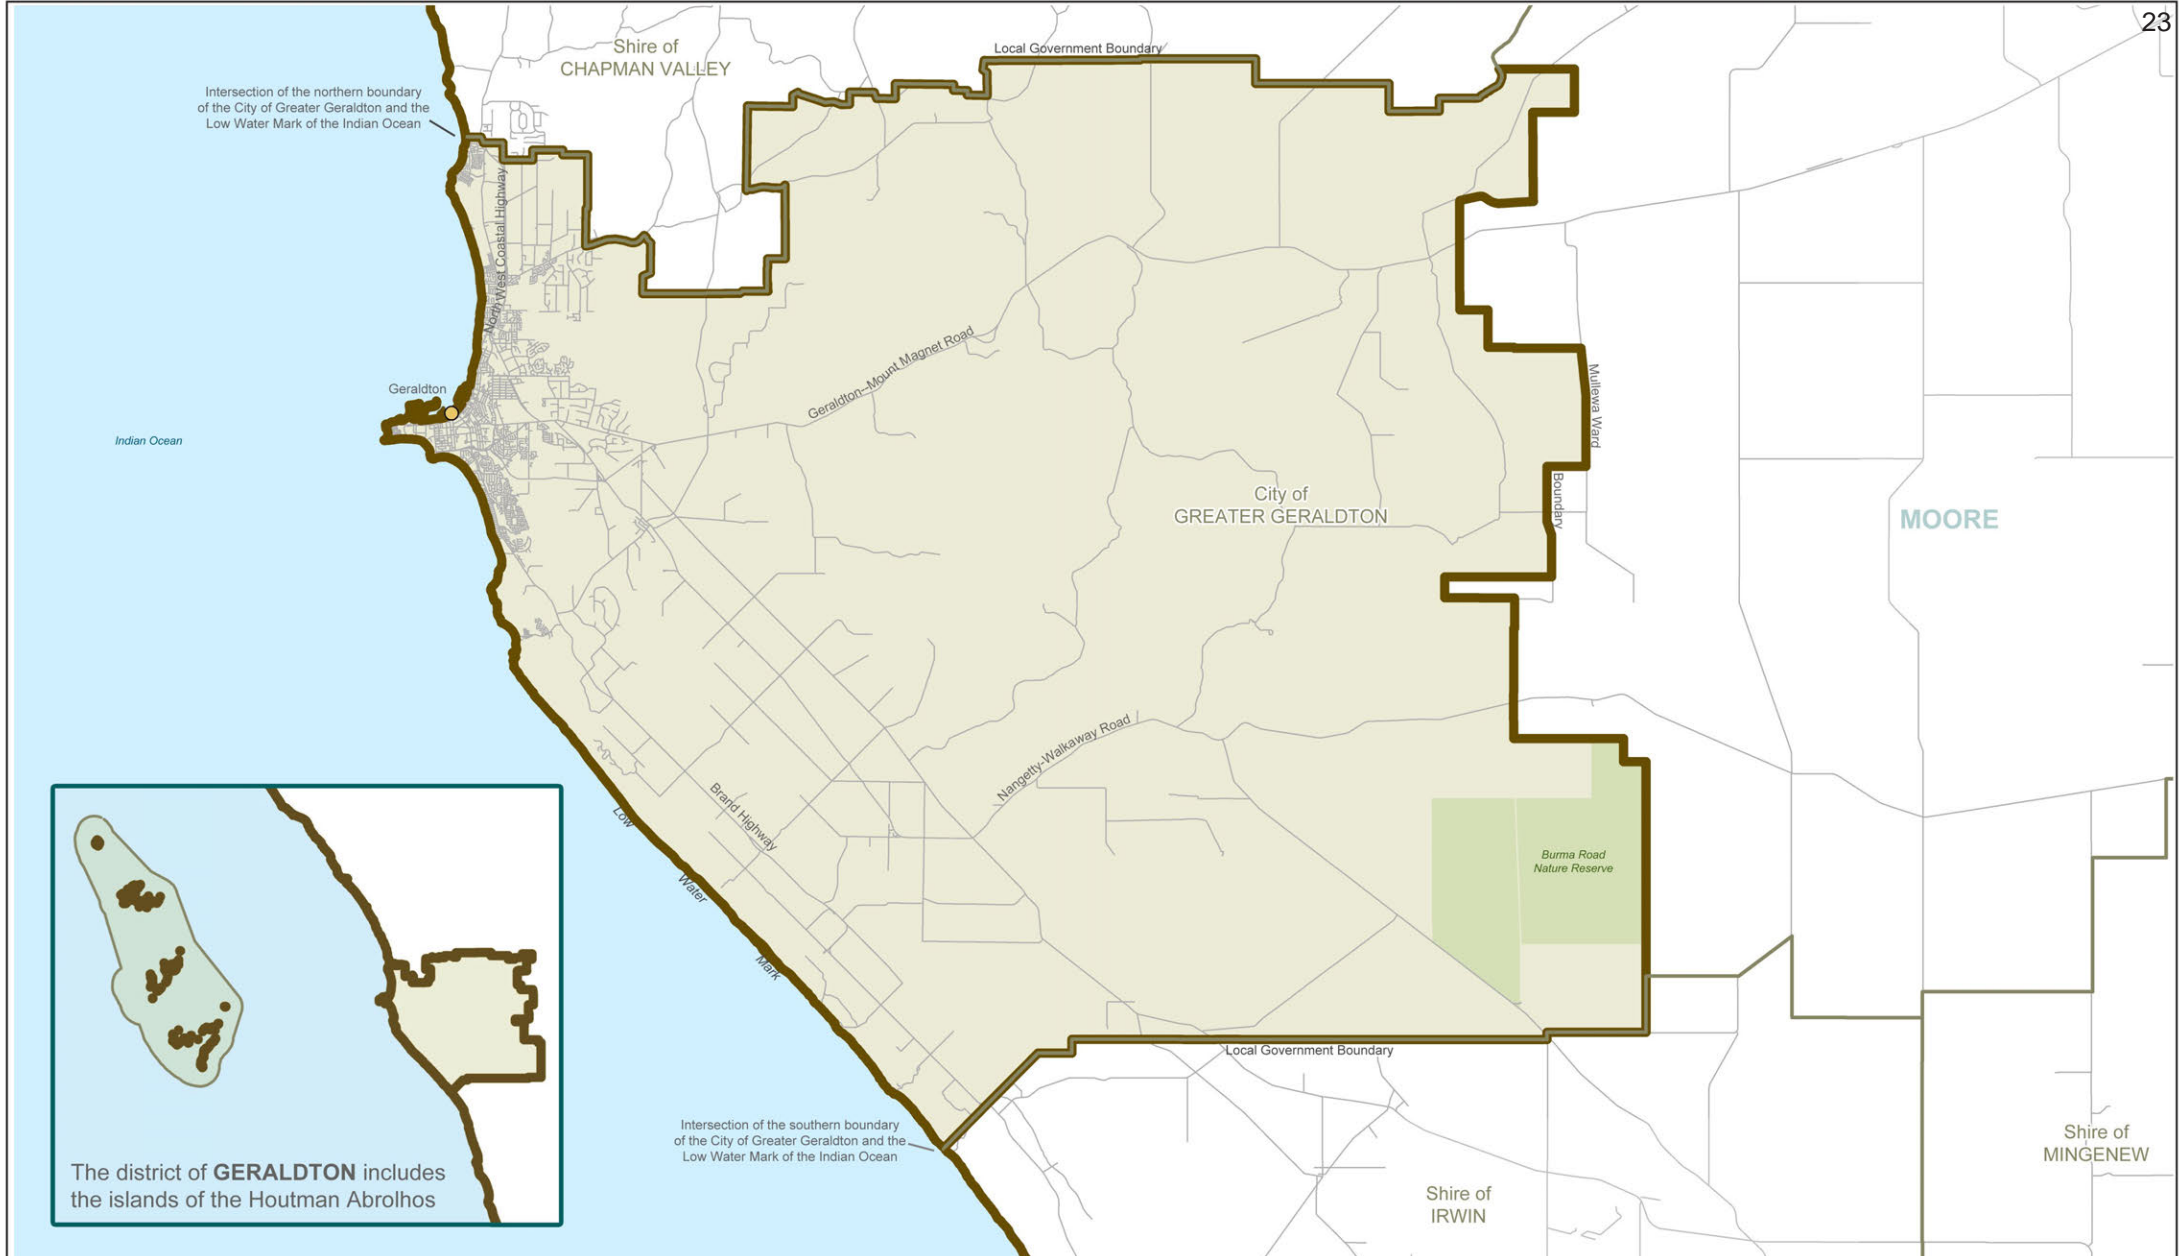 23
Shire of
CHAPMAN VALLEY
Local Government Boundary
Intersection of the northern boundary
of the City of Greater Geraldton and the
Low Water Mark of the Indian Ocean
North West Coastal Highway
Geraldton--Mount Magnet Road
Geraldton
Indian Ocean
Mullewa Ward
Boundary
City of
GREATER GERALDTON
MOORE
Nangetty-Walkaway Road
Brand Highway
Low
Water
Mark
Burma Road
Nature Reserve
Local Government Boundary
Intersection of the southern boundary
of the City of Greater Geraldton and the
Low Water Mark of the Indian Ocean
The district of GERALDTON includes
the islands of the Houtman Abrolhos
Shire of
IRWIN
Shire of
MINGENEW